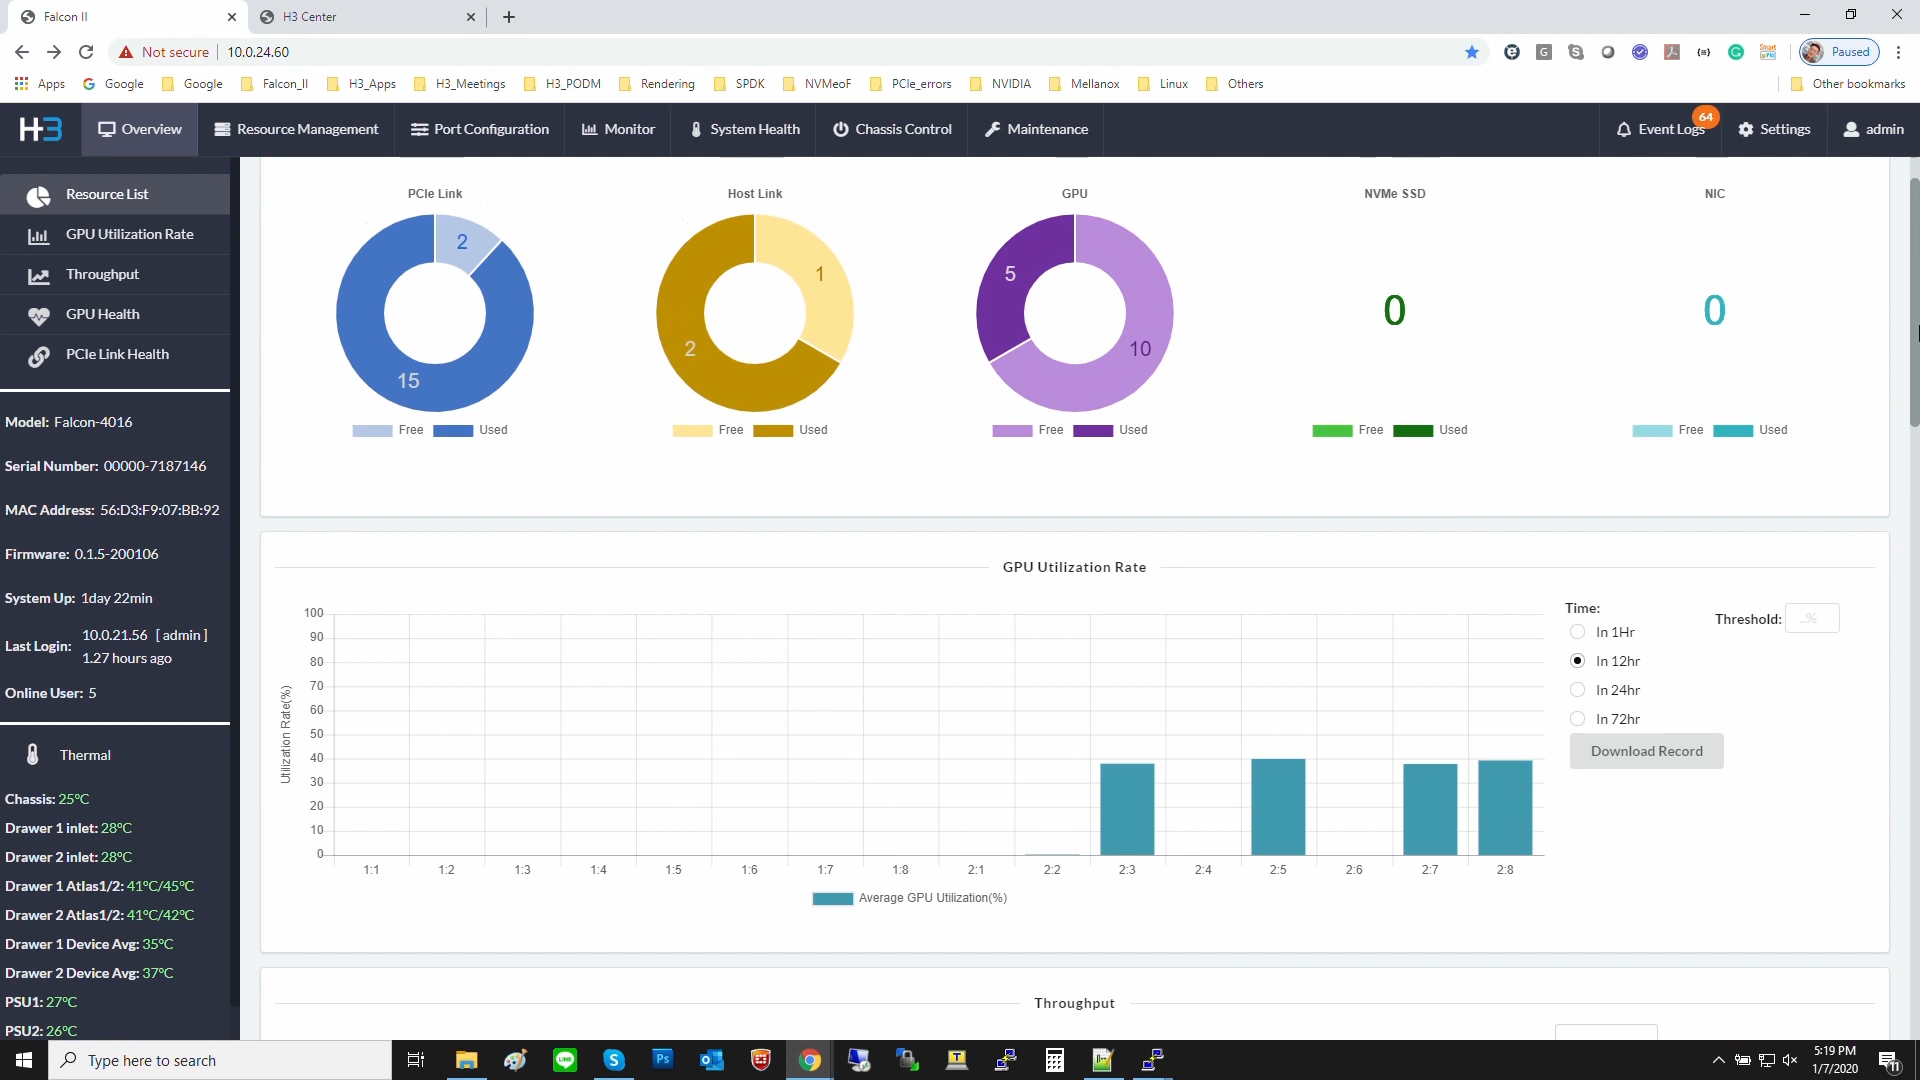 Falcon II
H3 Center
Not secure
10.0.24.60
Paused
Apps
Google
Google
Falcon_II
H3_Apps
H3_Meetings
H3_PODM
Rendering
SPDK
NVMeoF
PCIe_errors
NVIDIA
Mellanox
Linux
Others
Other bookmarks
H3
Overview
Resource Management
Port Configuration
Monitor
System Health
Chassis Control
Maintenance
Event Logs
64
Settings
admin
Resource List
GPU Utilization Rate
Throughput
GPU Health
PCIe Link Health
Model: Falcon-4016
Serial Number: 00000-7187146
MAC Address: 56:D3:F9:07:BB:92
Firmware: 0.1.5-200106
System Up: 1day 22min
Last Login: 10.0.21.56 [ admin ]
1.27 hours ago
Online User: 5
Thermal
Chassis: 25°C
Drawer 1 inlet: 28°C
Drawer 2 inlet: 28°C
Drawer 1 Atlas1/2: 41°C/45°C
Drawer 2 Atlas1/2: 41°C/42°C
Drawer 1 Device Avg: 35°C
Drawer 2 Device Avg: 37°C
PSU1: 27°C
PSU2: 26°C
PCIe Link
2
15
Free Used
Host Link
1
2
Free Used
GPU
5
10
Free Used
NVMe SSD
0
Free Used
NIC
0
Free Used
GPU Utilization Rate
Utilization Rate(%)
100
90
80
70
60
50
40
30
20
10
0
1:1 1:2 1:3 1:4 1:5 1:6 1:7 1:8 2:1 2:2 2:3 2:4 2:5 2:6 2:7 2:8
Average GPU Utilization(%)
Time:
In 1Hr
In 12hr
In 24hr
In 72hr
Download Record
Threshold: ..%
Throughput
Type here to search
5:19 PM
1/7/2020
11